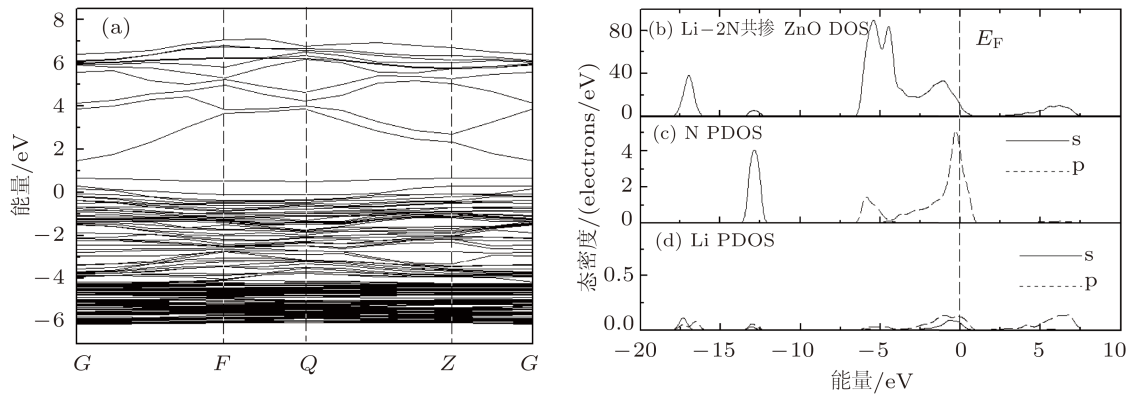 (a)
8
6
4
2
0
−2
−4
−6
能量/eV
G F Q Z G
(b) Li−2N共掺 ZnO DOS
E_F
80
40
0
(c) N PDOS
s
p
4
2
0
(d) Li PDOS
s
p
0.5
0.0
态密度/(electrons/eV)
−20 −15 −10 −5 0 5 10
能量/eV